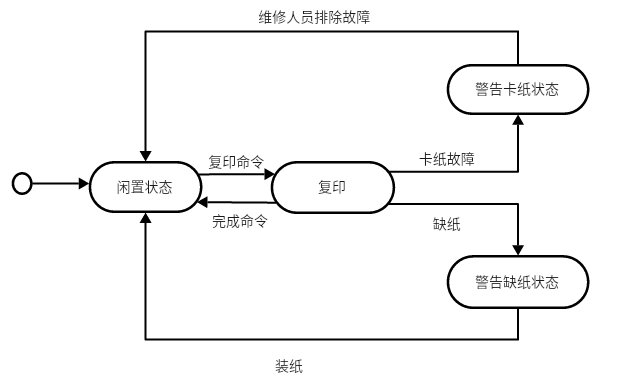 维修人员排除故障
警告卡纸状态
复印命令
卡纸故障
闲置状态
复印
完成命令
缺纸
警告缺纸状态
装纸